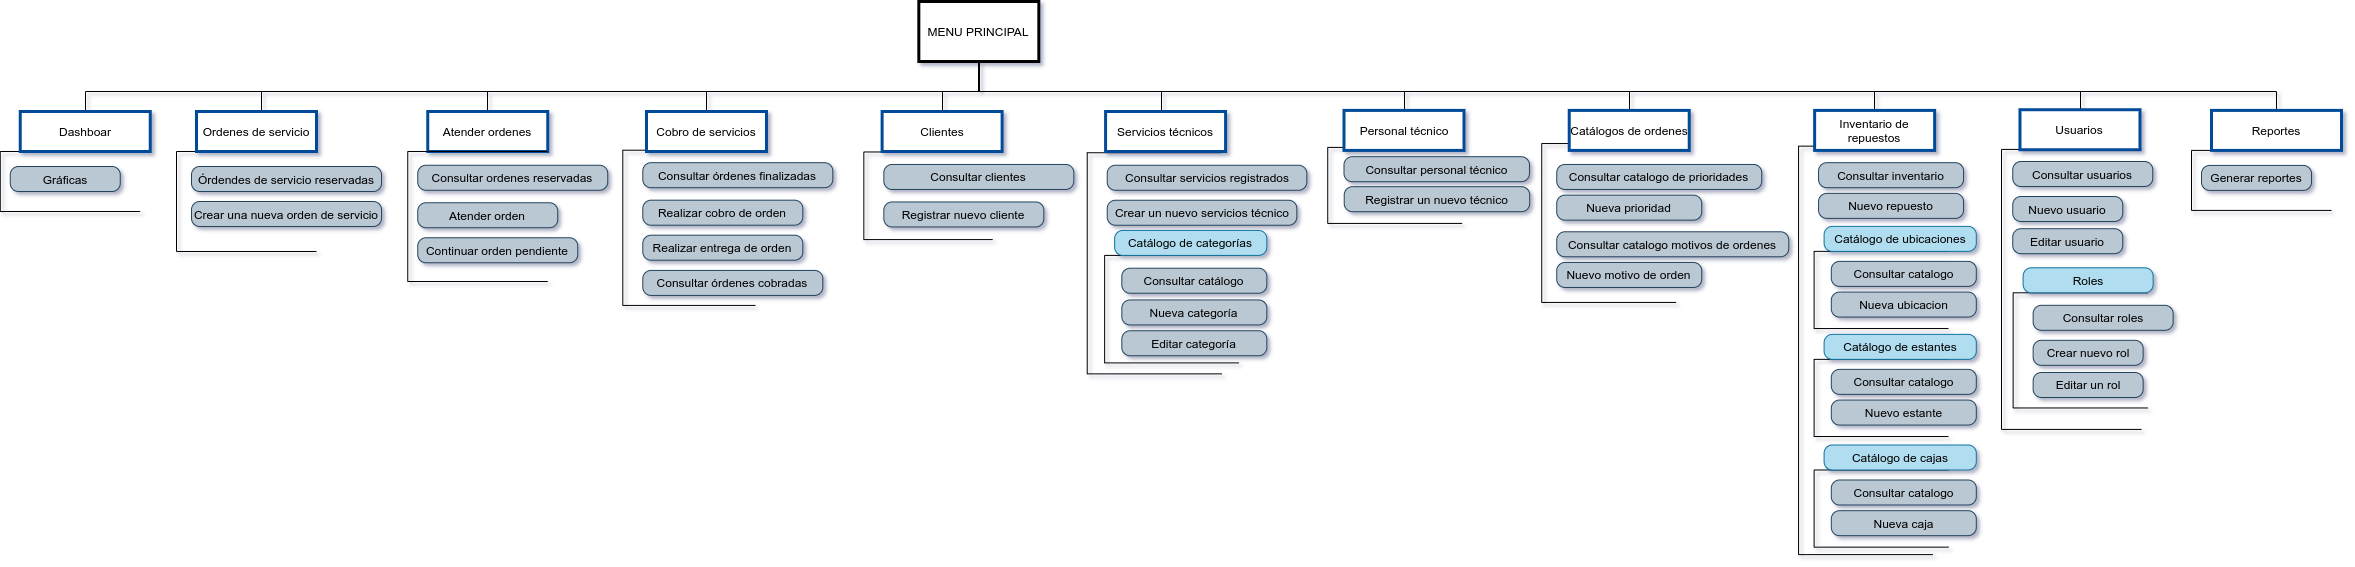 MENU PRINCIPAL
Dashboar
Gráficas
Ordenes de servicio
Órdendes de servicio reservadas
Crear una nueva orden de servicio
Atender ordenes
Consultar ordenes reservadas
Atender orden
Continuar orden pendiente
Cobro de servicios
Consultar órdenes finalizadas
Realizar cobro de orden
Realizar entrega de orden
Consultar órdenes cobradas
Clientes
Consultar clientes
Registrar nuevo cliente
Servicios técnicos
Consultar servicios registrados
Crear un nuevo servicios técnico
Catálogo de categorías
Consultar catálogo
Nueva categoría
Editar categoría
Personal técnico
Consultar personal técnico
Registrar un nuevo técnico
Catálogos de ordenes
Consultar catalogo de prioridades
Nueva prioridad
Consultar catalogo motivos de ordenes
Nuevo motivo de orden
Inventario de
repuestos
Consultar inventario
Nuevo repuesto
Catálogo de ubicaciones
Consultar catalogo
Nueva ubicacion
Catálogo de estantes
Consultar catalogo
Nuevo estante
Catálogo de cajas
Consultar catalogo
Nueva caja
Usuarios
Consultar usuarios
Nuevo usuario
Editar usuario
Roles
Consultar roles
Crear nuevo rol
Editar un rol
Reportes
Generar reportes